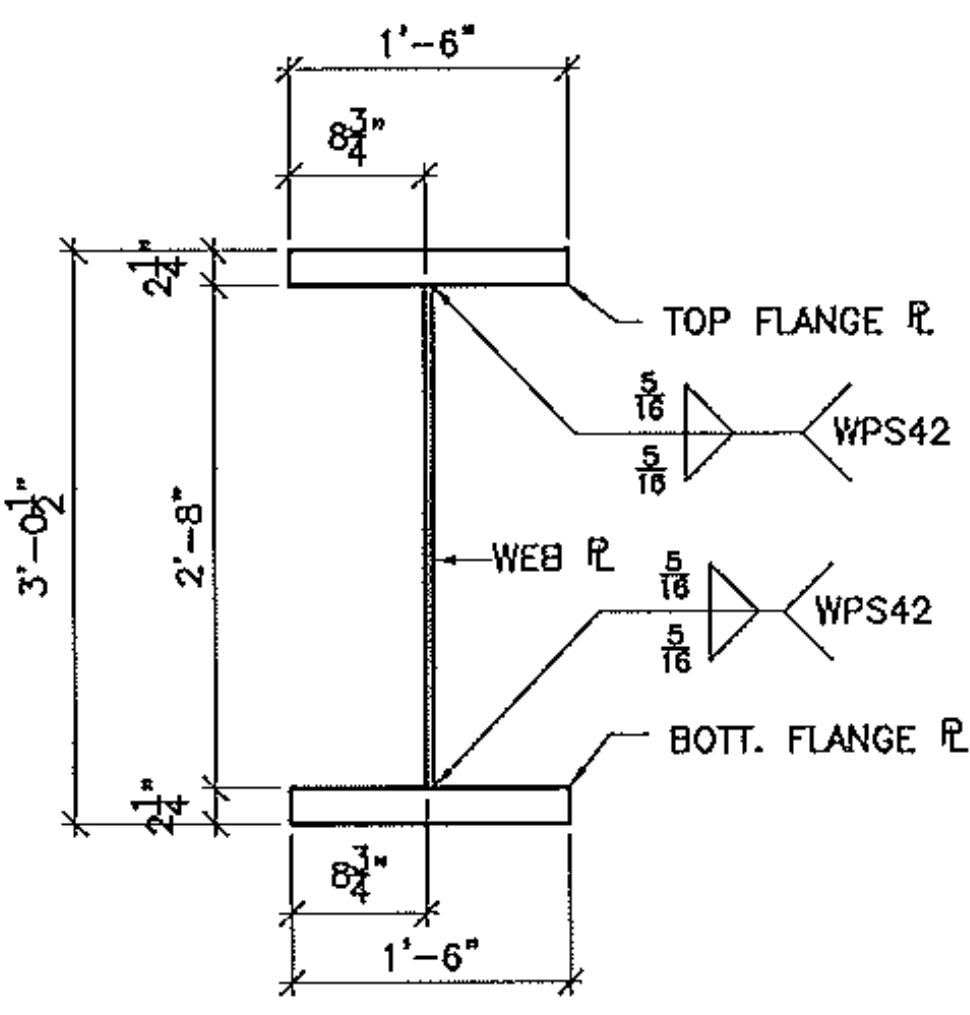 1'-6"
8 3/4"
2 1/4"
TOP FLANGE PL
5/16
5/16
WPS42
3'-0 1/2"
2'-8"
WEB PL
5/16
5/16
WPS42
BOTT. FLANGE PL
2 1/4"
8 3/4"
1'-6"